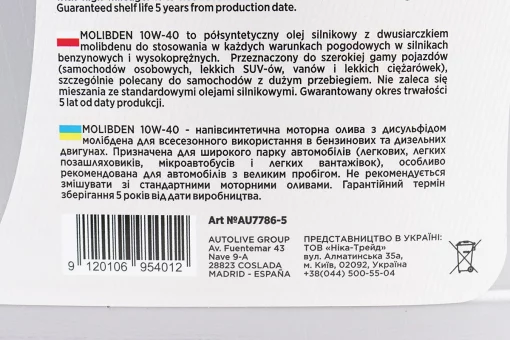 Guaranteed shelf life 5 years from production date.
MOLIBDEN 10W-40 to półsyntetyczny olej silnikowy z dwusiarczkiem
molibdenu do stosowania w każdych warunkach pogodowych w silnikach
benzynowych i wysokoprężnych. Przeznaczony do szerokiej gamy pojazdów
(samochodów osobowych, lekkich SUV-ów, vanów i lekkich ciężarówek),
szczególnie polecany do samochodów z dużym przebiegiem. Nie zaleca się
mieszania ze standardowymi olejami silnikowymi. Gwarantowany okres trwałości
5 lat od daty produkcji.
MOLIBDEN 10W-40 - напівсинтетична моторна олива з дисульфідом
молібдена для всесезонного використання в бензинових та дизельних
двигунах. Призначена для широкого парку автомобілів (легкових, легких
позашляховиків, мікроавтобусів і легких вантажівок), особливо
рекомендована для автомобілів з великим пробігом. Не рекомендується
змішувати зі стандартними моторними оливами. Гарантійний термін
зберігання 5 років від дати виробництва.
Art №AU7786-5
AUTOLIVE GROUP
Av. Fuentemar 43
Nave 9-A
28823 COSLADA
MADRID - ESPAÑA
ПРЕДСТАВНИЦТВО В УКРАЇНІ:
ТОВ «Ніка-Трейд»
вул. Алматинська 35а,
м. Київ, 02092, Україна
+38(044) 500-55-04
9 120106 954012